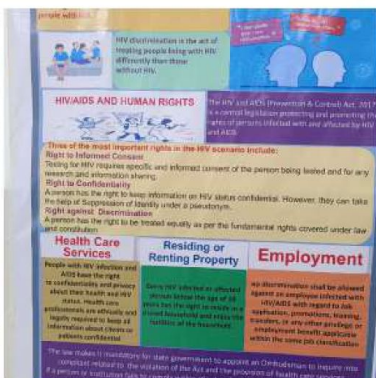 people with HIV.
HIV discrimination is the act of
treating people living with HIV
differently than those
without HIV.
HIV/AIDS AND HUMAN RIGHTS
The HIV and AIDS (Prevention & Control) Act, 2017
is a central legislation protecting and promoting the
rights of persons infected with and affected by HIV
and AIDS.
Three of the most important rights in the HIV scenario include:
Right to Informed Consent
Testing for HIV requires specific and informed consent of the person being tested and for any
research and information sharing.
Right to Confidentiality
A person has the right to keep information on HIV status confidential. However, they can take
the help of Suppression of Identity under a pseudonym.
Right against Discrimination
A person has the right to be treated equally as per the fundamental rights covered under law
and constitution.
Health Care
Services
People with HIV infection and
AIDS have the right
to confidentiality and privacy
about their health and HIV
status. Health care
professionals are ethically and
legally required to keep all
information about clients or
patients confidential
Residing or
Renting Property
Every HIV infected or affected
person below the age of 18
years has the right to reside in a
shared household and enjoy the
facilities of the household.
Employment
no discrimination shall be allowed
against an employee infected with
HIV/AIDS with regard to Job
application, promotions, training,
transfers, or any other privilege or
employment benefit applicable
within the same job classification
The law makes it mandatory for state government to appoint an Ombudsman to inquire into
complaint related to the violation of the Act and the provision of health care services.